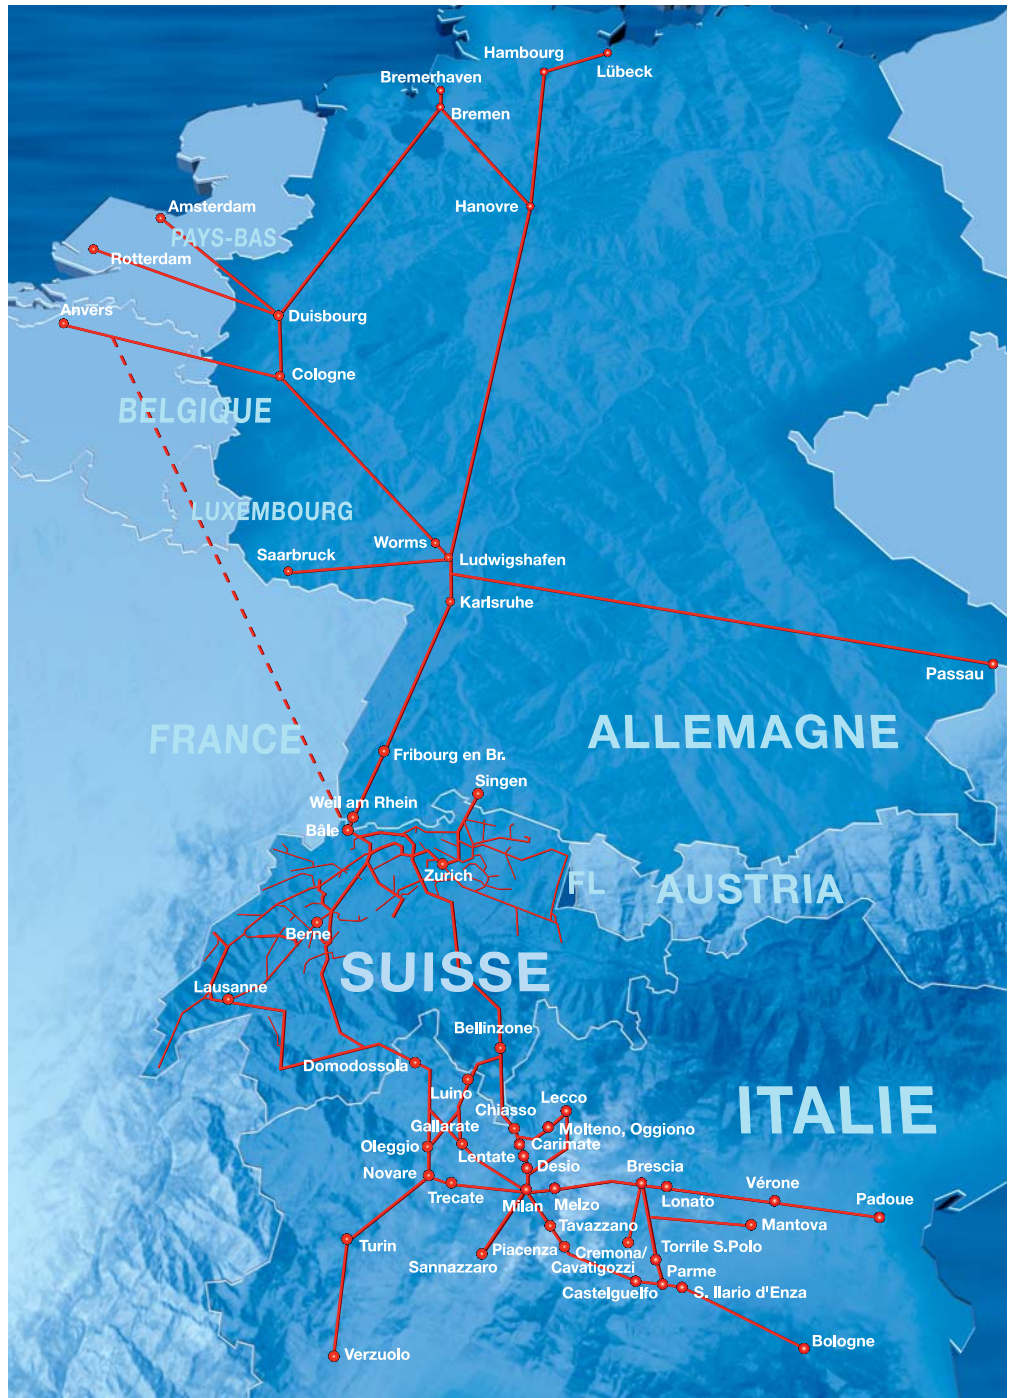 Hambourg
Lübeck
Bremerhaven
Bremen
Hanovre
Amsterdam
PAYS-BAS
Rotterdam
Anvers
Duisbourg
Cologne
BELGIQUE
LUXEMBOURG
Worms
Saarbruck
Ludwigshafen
Karlsruhe
Passau
FRANCE
ALLEMAGNE
Fribourg en Br.
Singen
Weil am Rhein
Bâle
Zurich
FL
AUSTRIA
Berne
SUISSE
Lausanne
Bellinzone
Domodossola
Luino
Lecco
ITALIE
Chiasso
Gallarate
Molteno, Oggiono
Oleggio
Carimate
Lentate
Desio
Novare
Brescia
Vérone
Trecate
Milan
Melzo
Lonato
Padoue
Tavazzano
Mantova
Turin
Piacenza
Cremona/
Cavatigozzi
Torrile S.Polo
Sannazzaro
Parme
Castelguelfo
S. Ilario d'Enza
Bologne
Verzuolo